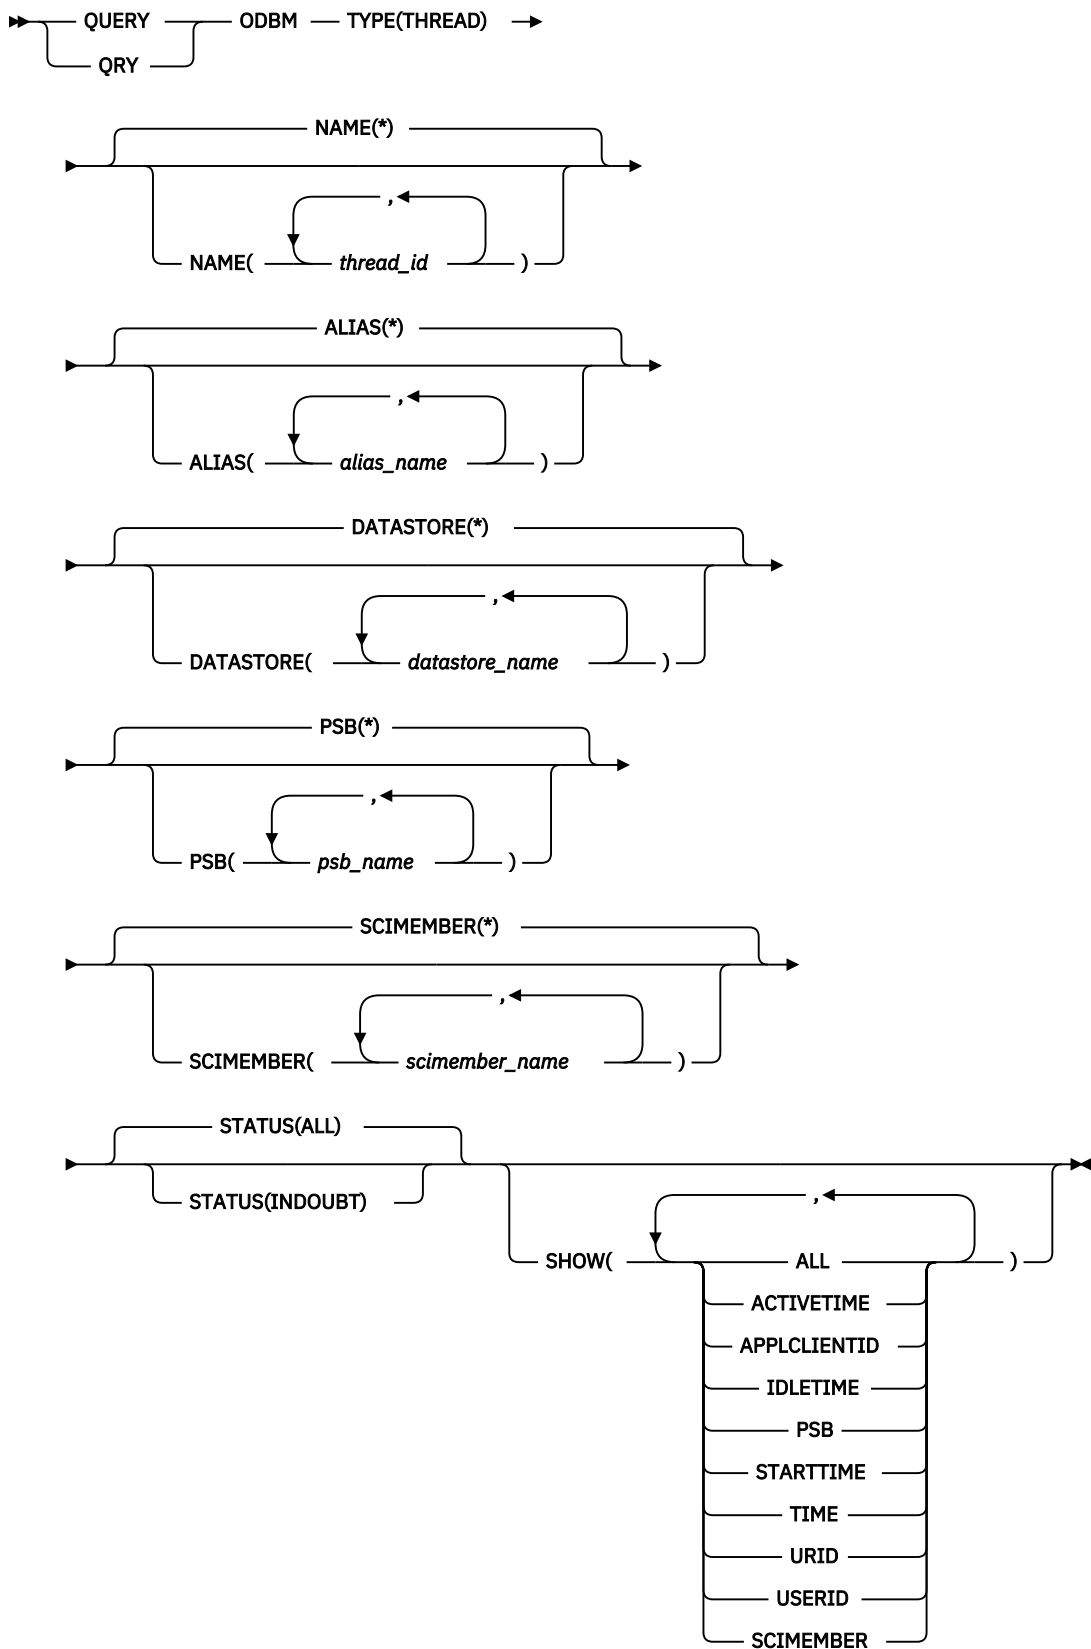 QUERY ODBM TYPE(THREAD)
QRY
NAME(*)
,
NAME( thread_id )
ALIAS(*)
,
ALIAS( alias_name )
DATASTORE(*)
,
DATASTORE( datastore_name )
PSB(*)
,
PSB( psb_name )
SCIMEMBER(*)
,
SCIMEMBER( scimember_name )
STATUS(ALL)
STATUS(INDOUBT)
,
SHOW( ALL )
ACTIVETIME
APPLCLIENTID
IDLETIME
PSB
STARTTIME
TIME
URID
USERID
SCIMEMBER